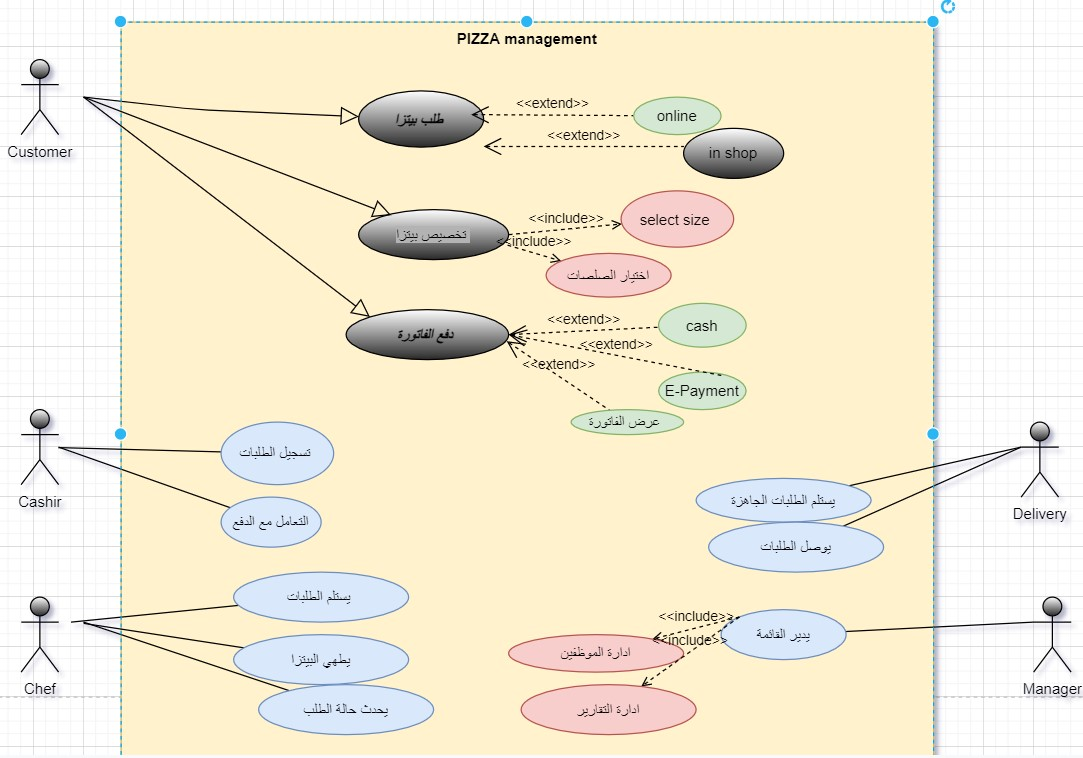 PIZZA management
Customer
طلب بيتزا
<<extend>>
online
<<extend>>
in shop
تخصيص بيتزا
<<include>>
select size
<<include>>
اختيار الصلصات
دفع الفاتورة
<<extend>>
cash
<<extend>>
E-Payment
<<extend>>
عرض الفاتورة
Cashir
تسجيل الطلبات
التعامل مع الدفع
Delivery
يستلم الطلبات الجاهزة
يوصل الطلبات
Chef
يستلم الطلبات
يطهي البيتزا
يحدث حالة الطلب
Manager
يدير القائمة
<<include>>
<<include>>
ادارة الموظفين
ادارة التقارير